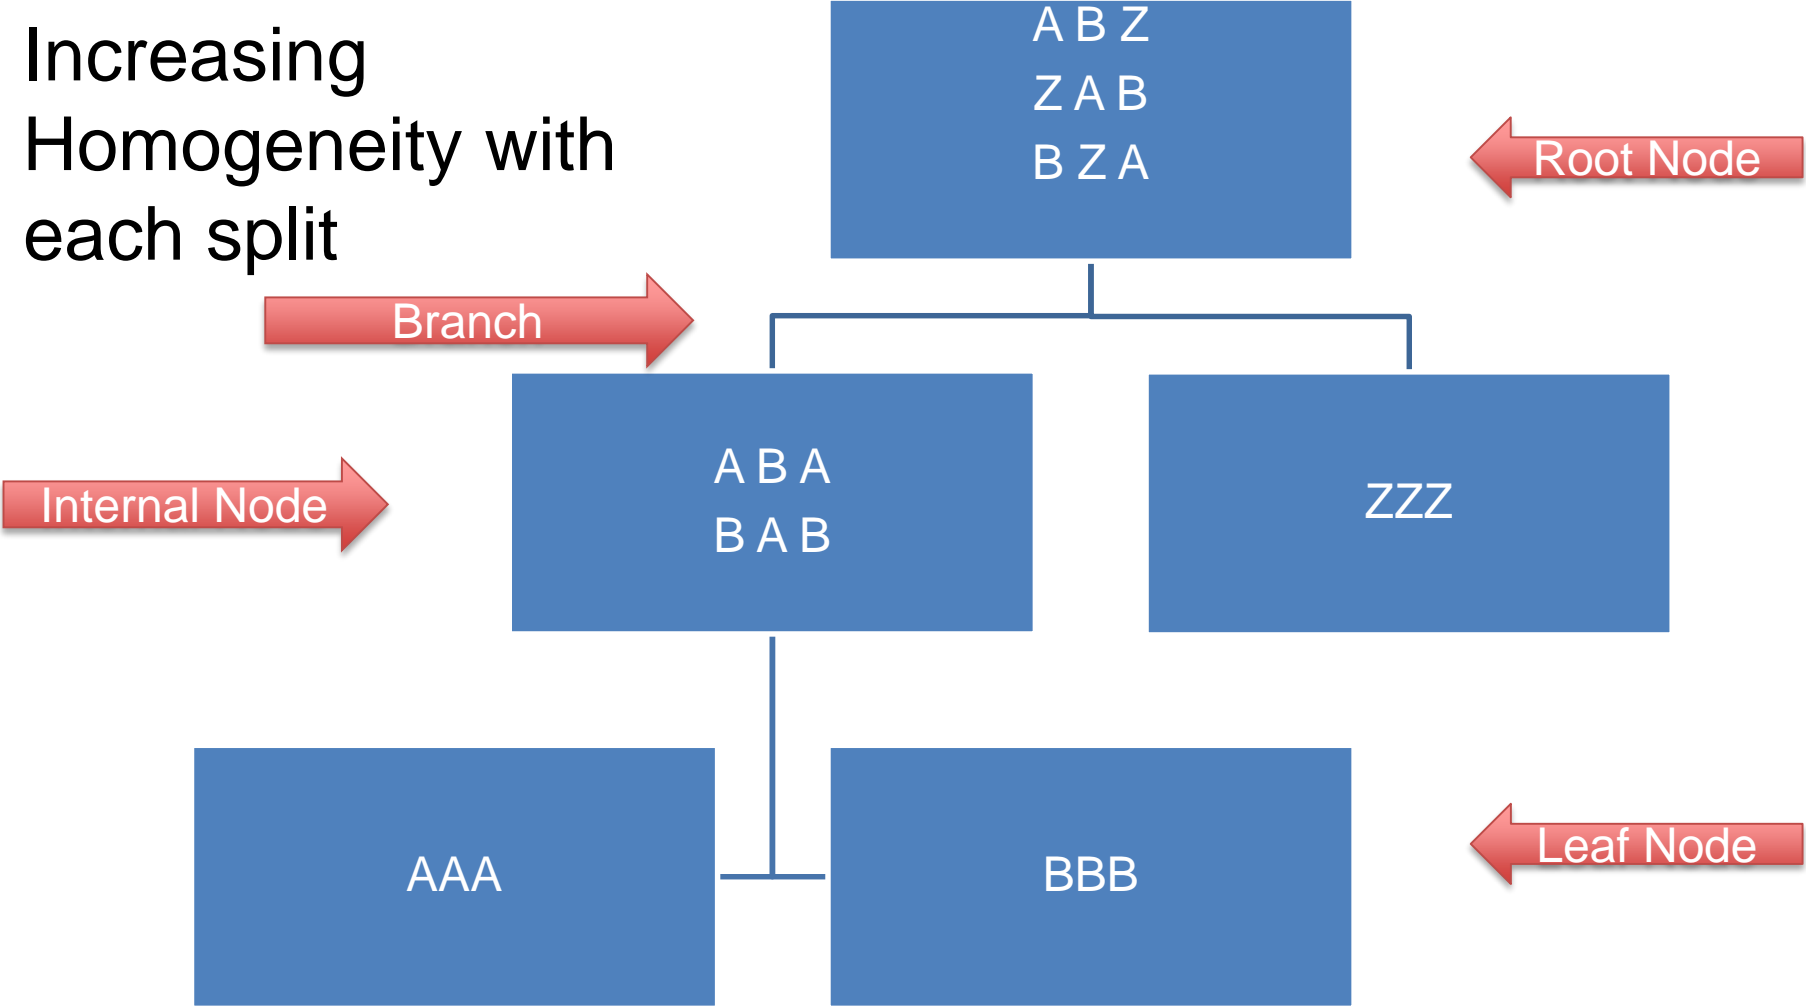 Increasing
Homogeneity with
each split
A B Z
Z A B
B Z A
Root Node
Branch
Internal Node
A B A
B A B
ZZZ
AAA
BBB
Leaf Node